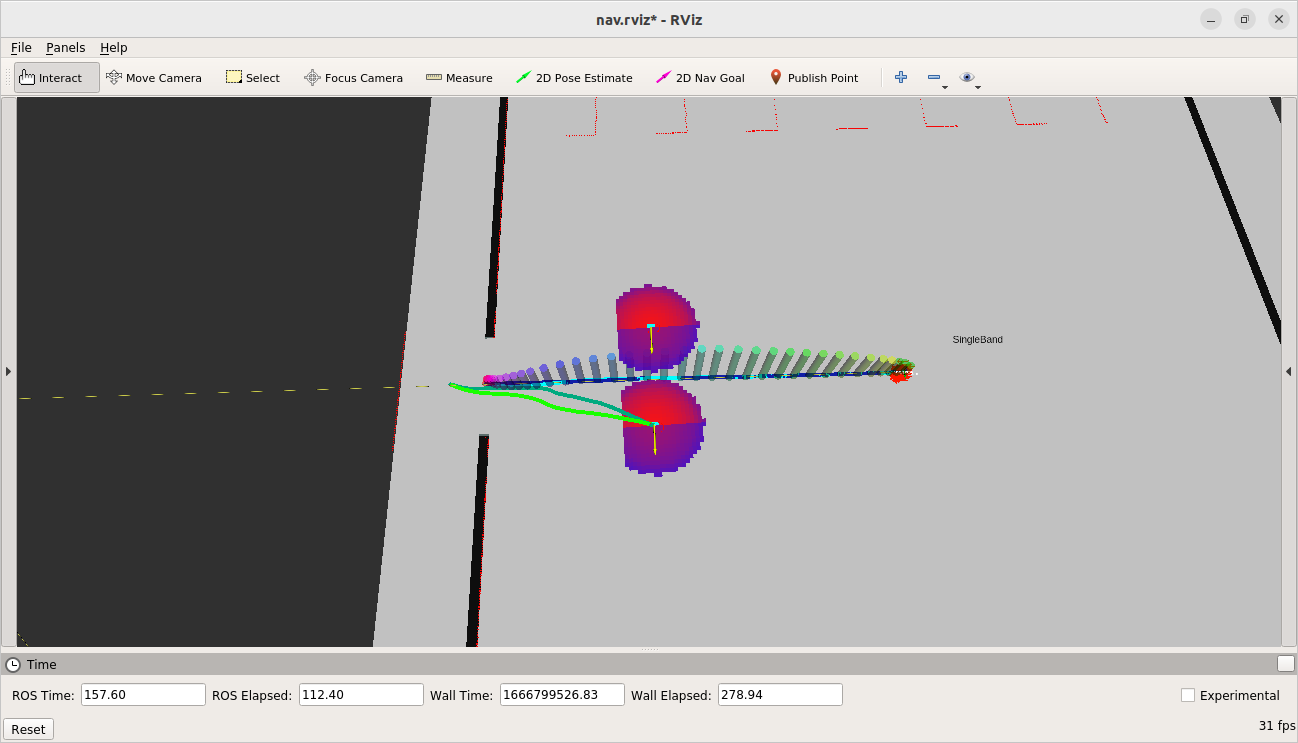 nav.rviz* - RViz
File Panels Help
Interact Move Camera Select Focus Camera Measure 2D Pose Estimate 2D Nav Goal Publish Point
SingleBand
Time
ROS Time: 157.60 ROS Elapsed: 112.40 Wall Time: 1666799526.83 Wall Elapsed: 278.94 Experimental
Reset 31 fps